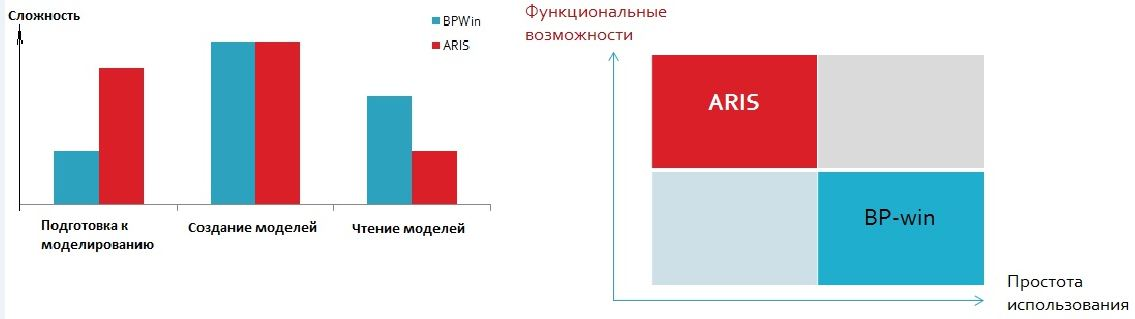 Сложность
BPWin
ARIS
Подготовка к
моделированию
Создание моделей
Чтение моделей
Функциональные
возможности
ARIS
BP-win
Простота
использования